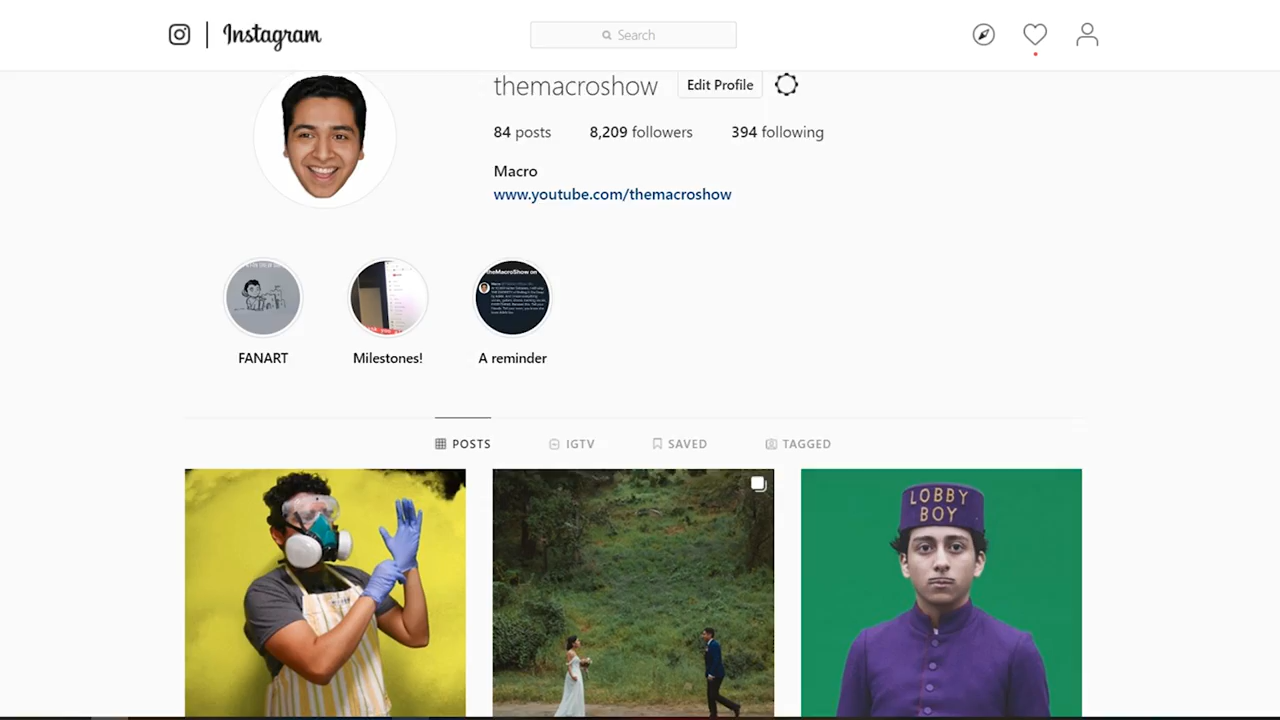 Instagram
Search
themacroshow Edit Profile
84 posts 8,209 followers 394 following
Macro
www.youtube.com/themacroshow
FANART Milestones! A reminder
POSTS IGTV SAVED TAGGED
LOBBY
BOY